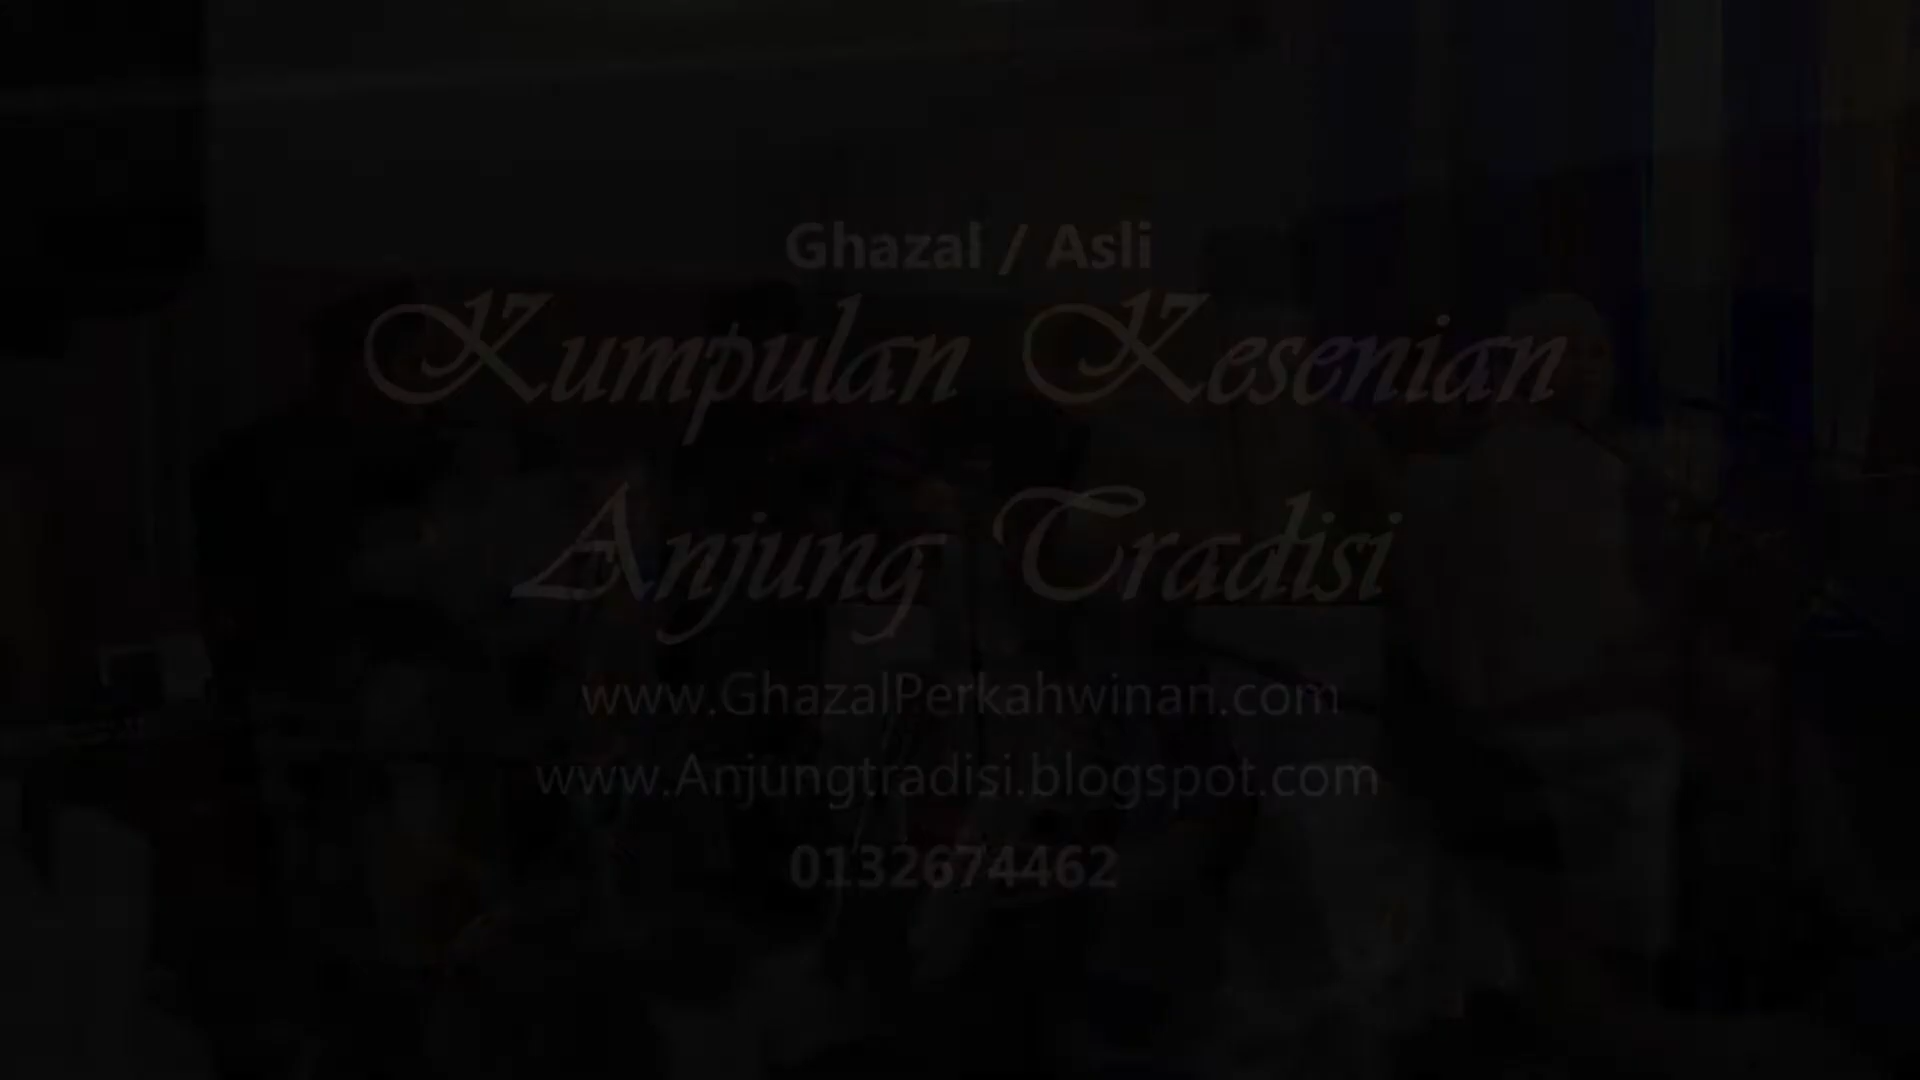 Ghazal / Asli
Kumpulan Kesenian
Anjung Tradisi
www.GhazalPerkahwinan.com
www.Anjungtradisi.blogspot.com
0132674462